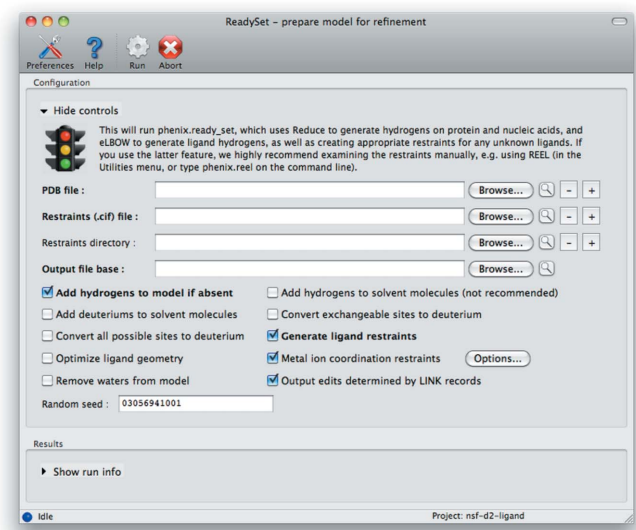 ReadySet – prepare model for refinement
Preferences Help Run Abort
Configuration
Hide controls
This will run phenix.ready_set, which uses Reduce to generate hydrogens on protein and nucleic acids, and
eLBOW to generate ligand hydrogens, as well as creating appropriate restraints for any unknown ligands. If
you use the latter feature, we highly recommend examining the restraints manually, e.g. using REEL (in the
Utilities menu, or type phenix.reel on the command line).
PDB file : Browse... - +
Restraints (.cif) file : Browse... - +
Restraints directory : Browse... - +
Output file base : Browse...
Add hydrogens to model if absent Add hydrogens to solvent molecules (not recommended)
Add deuteriums to solvent molecules Convert exchangeable sites to deuterium
Convert all possible sites to deuterium Generate ligand restraints
Optimize ligand geometry Metal ion coordination restraints Options...
Remove waters from model Output edits determined by LINK records
Random seed : 03056941001
Results
Show run info
Idle Project: nsf-d2-ligand